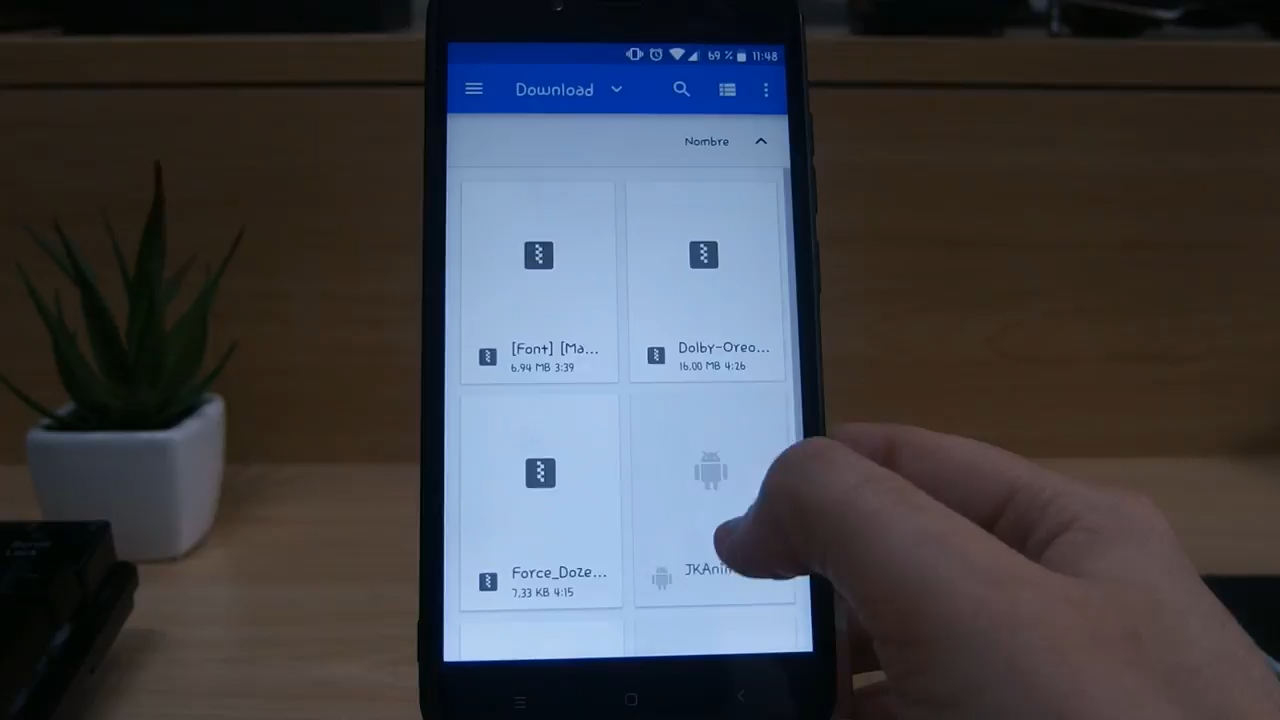 69 % 11:48
Download
Nombre
[Font] [Ma...
6,94 MB 3:39
Dolby-Oreo...
16,00 MB 4:26
Force_Doze...
7,33 KB 4:15